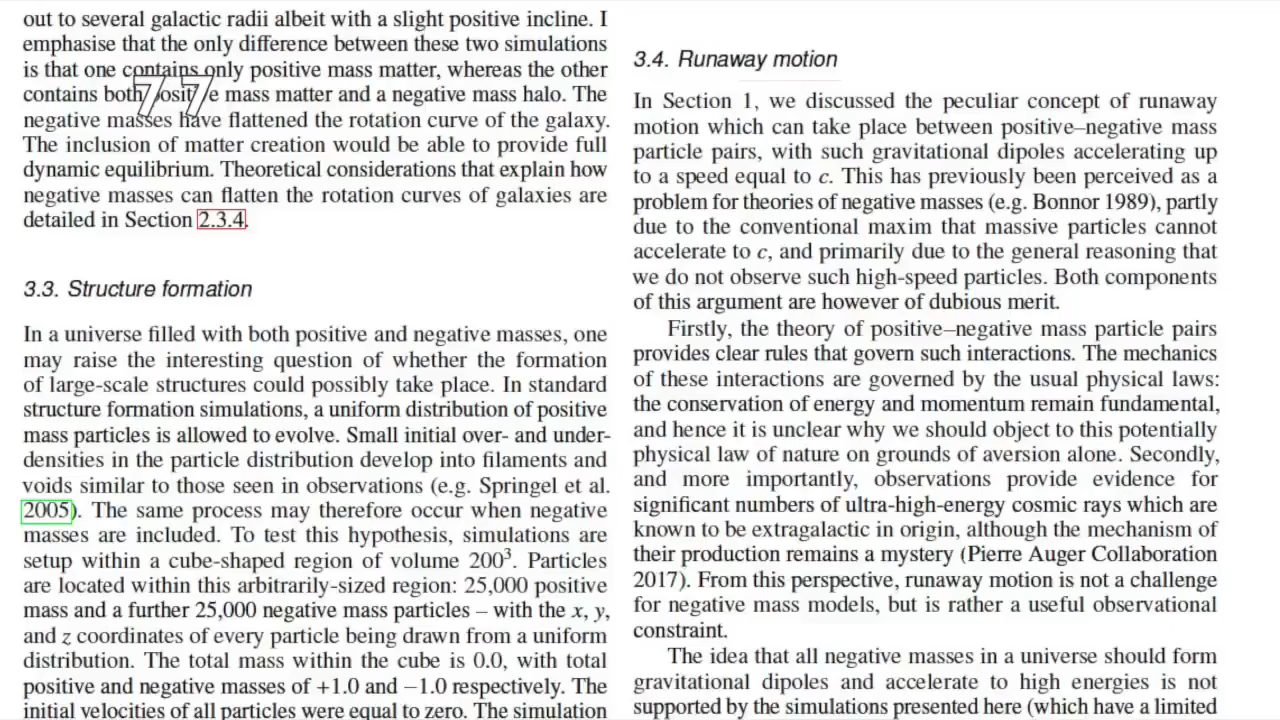 out to several galactic radii albeit with a slight positive incline. I
emphasise that the only difference between these two simulations
is that one contains only positive mass matter, whereas the other
contains both positive mass matter and a negative mass halo. The
negative masses have flattened the rotation curve of the galaxy.
The inclusion of matter creation would be able to provide full
dynamic equilibrium. Theoretical considerations that explain how
negative masses can flatten the rotation curves of galaxies are
detailed in Section 2.3.4.
77
3.3. Structure formation
In a universe filled with both positive and negative masses, one
may raise the interesting question of whether the formation
of large-scale structures could possibly take place. In standard
structure formation simulations, a uniform distribution of positive
mass particles is allowed to evolve. Small initial over- and under-
densities in the particle distribution develop into filaments and
voids similar to those seen in observations (e.g. Springel et al.
2005). The same process may therefore occur when negative
masses are included. To test this hypothesis, simulations are
setup within a cube-shaped region of volume 200³. Particles
are located within this arbitrarily-sized region: 25,000 positive
mass and a further 25,000 negative mass particles – with the x, y,
and z coordinates of every particle being drawn from a uniform
distribution. The total mass within the cube is 0.0, with total
positive and negative masses of +1.0 and −1.0 respectively. The
initial velocities of all particles were equal to zero. The simulation
3.4. Runaway motion
In Section 1, we discussed the peculiar concept of runaway
motion which can take place between positive–negative mass
particle pairs, with such gravitational dipoles accelerating up
to a speed equal to c. This has previously been perceived as a
problem for theories of negative masses (e.g. Bonnor 1989), partly
due to the conventional maxim that massive particles cannot
accelerate to c, and primarily due to the general reasoning that
we do not observe such high-speed particles. Both components
of this argument are however of dubious merit.
Firstly, the theory of positive–negative mass particle pairs
provides clear rules that govern such interactions. The mechanics
of these interactions are governed by the usual physical laws:
the conservation of energy and momentum remain fundamental,
and hence it is unclear why we should object to this potentially
physical law of nature on grounds of aversion alone. Secondly,
and more importantly, observations provide evidence for
significant numbers of ultra-high-energy cosmic rays which are
known to be extragalactic in origin, although the mechanism of
their production remains a mystery (Pierre Auger Collaboration
2017). From this perspective, runaway motion is not a challenge
for negative mass models, but is rather a useful observational
constraint.
The idea that all negative masses in a universe should form
gravitational dipoles and accelerate to high energies is not
supported by the simulations presented here (which have a limited